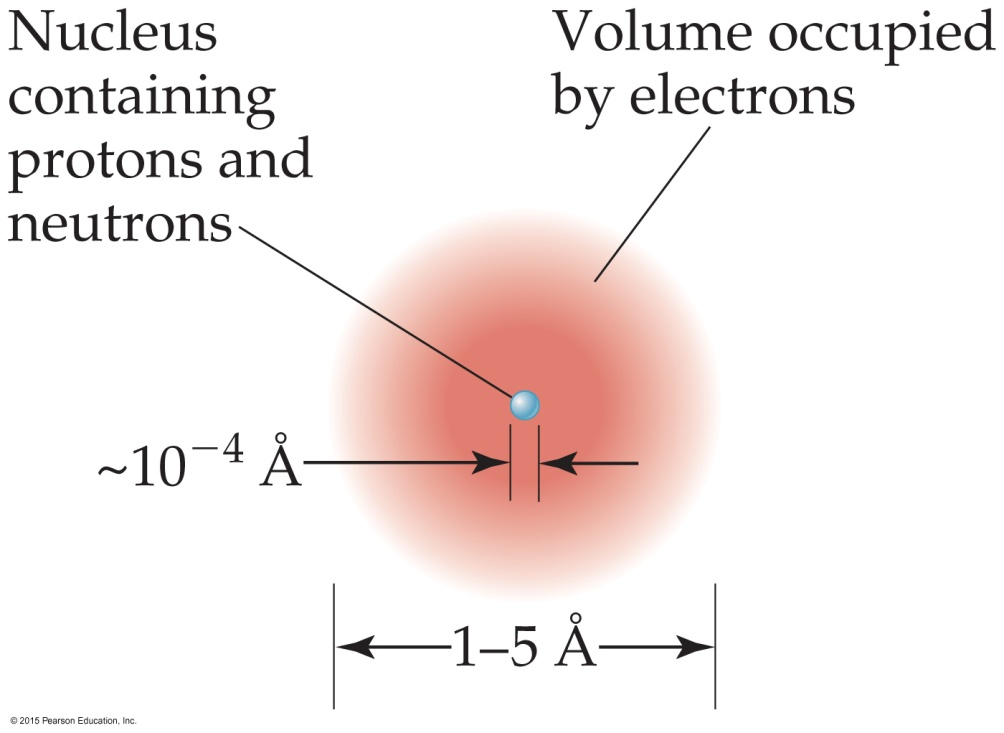 Nucleus
containing
protons and
neutrons
Volume occupied
by electrons
~10⁻⁴ Å
1–5 Å
© 2015 Pearson Education, Inc.